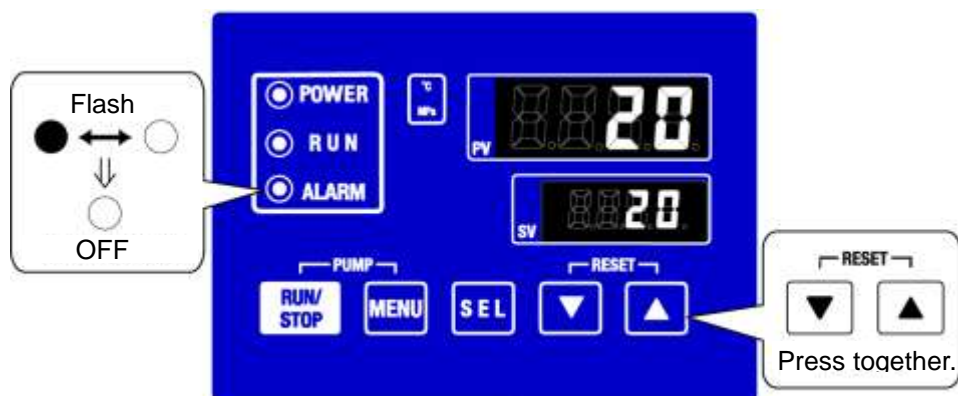 Flash
OFF
POWER
RUN
ALARM
°C
MPa
PV
20
SV
20
PUMP
RESET
RUN/
STOP
MENU
SEL
▼
▲
RESET
▼
▲
Press together.